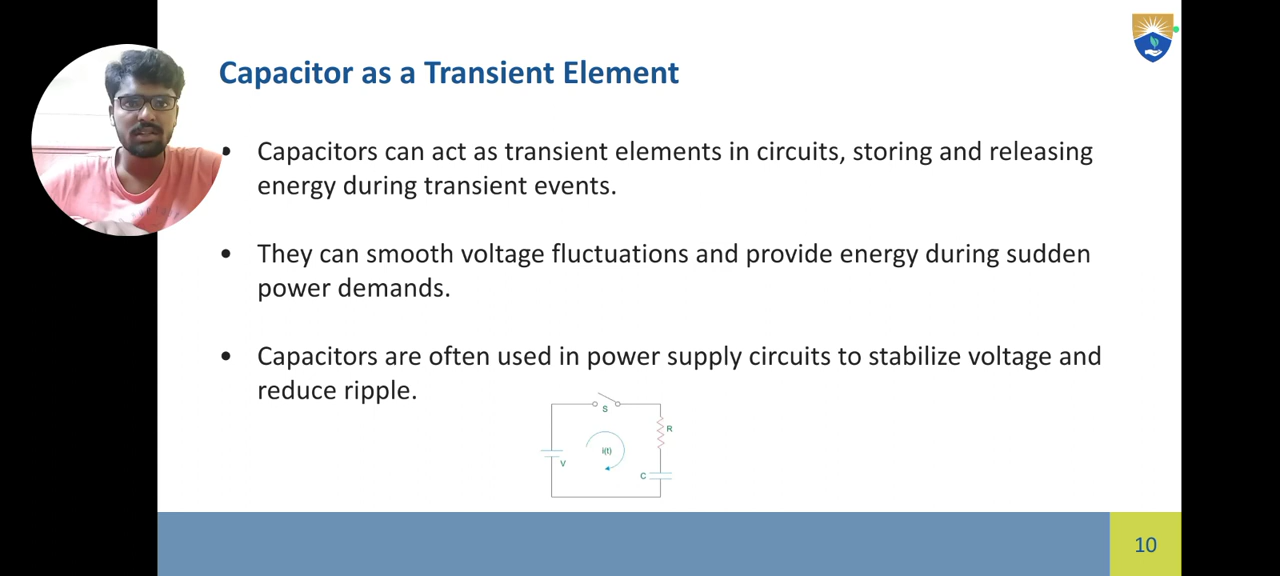 Capacitor as a Transient Element
• Capacitors can act as transient elements in circuits, storing and releasing
energy during transient events.
• They can smooth voltage fluctuations and provide energy during sudden
power demands.
• Capacitors are often used in power supply circuits to stabilize voltage and
reduce ripple.
S
R
i(t)
V
C
10